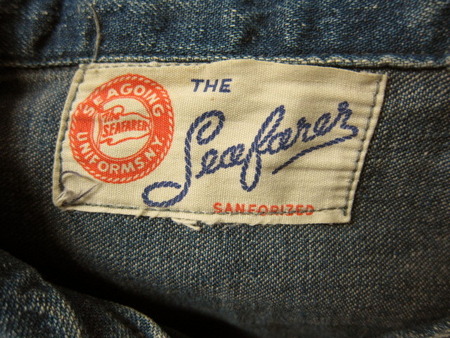 SEAGOING
The
SEAFARER
UNIFORMS. N.Y.
THE
Seafarer
SANFORIZED